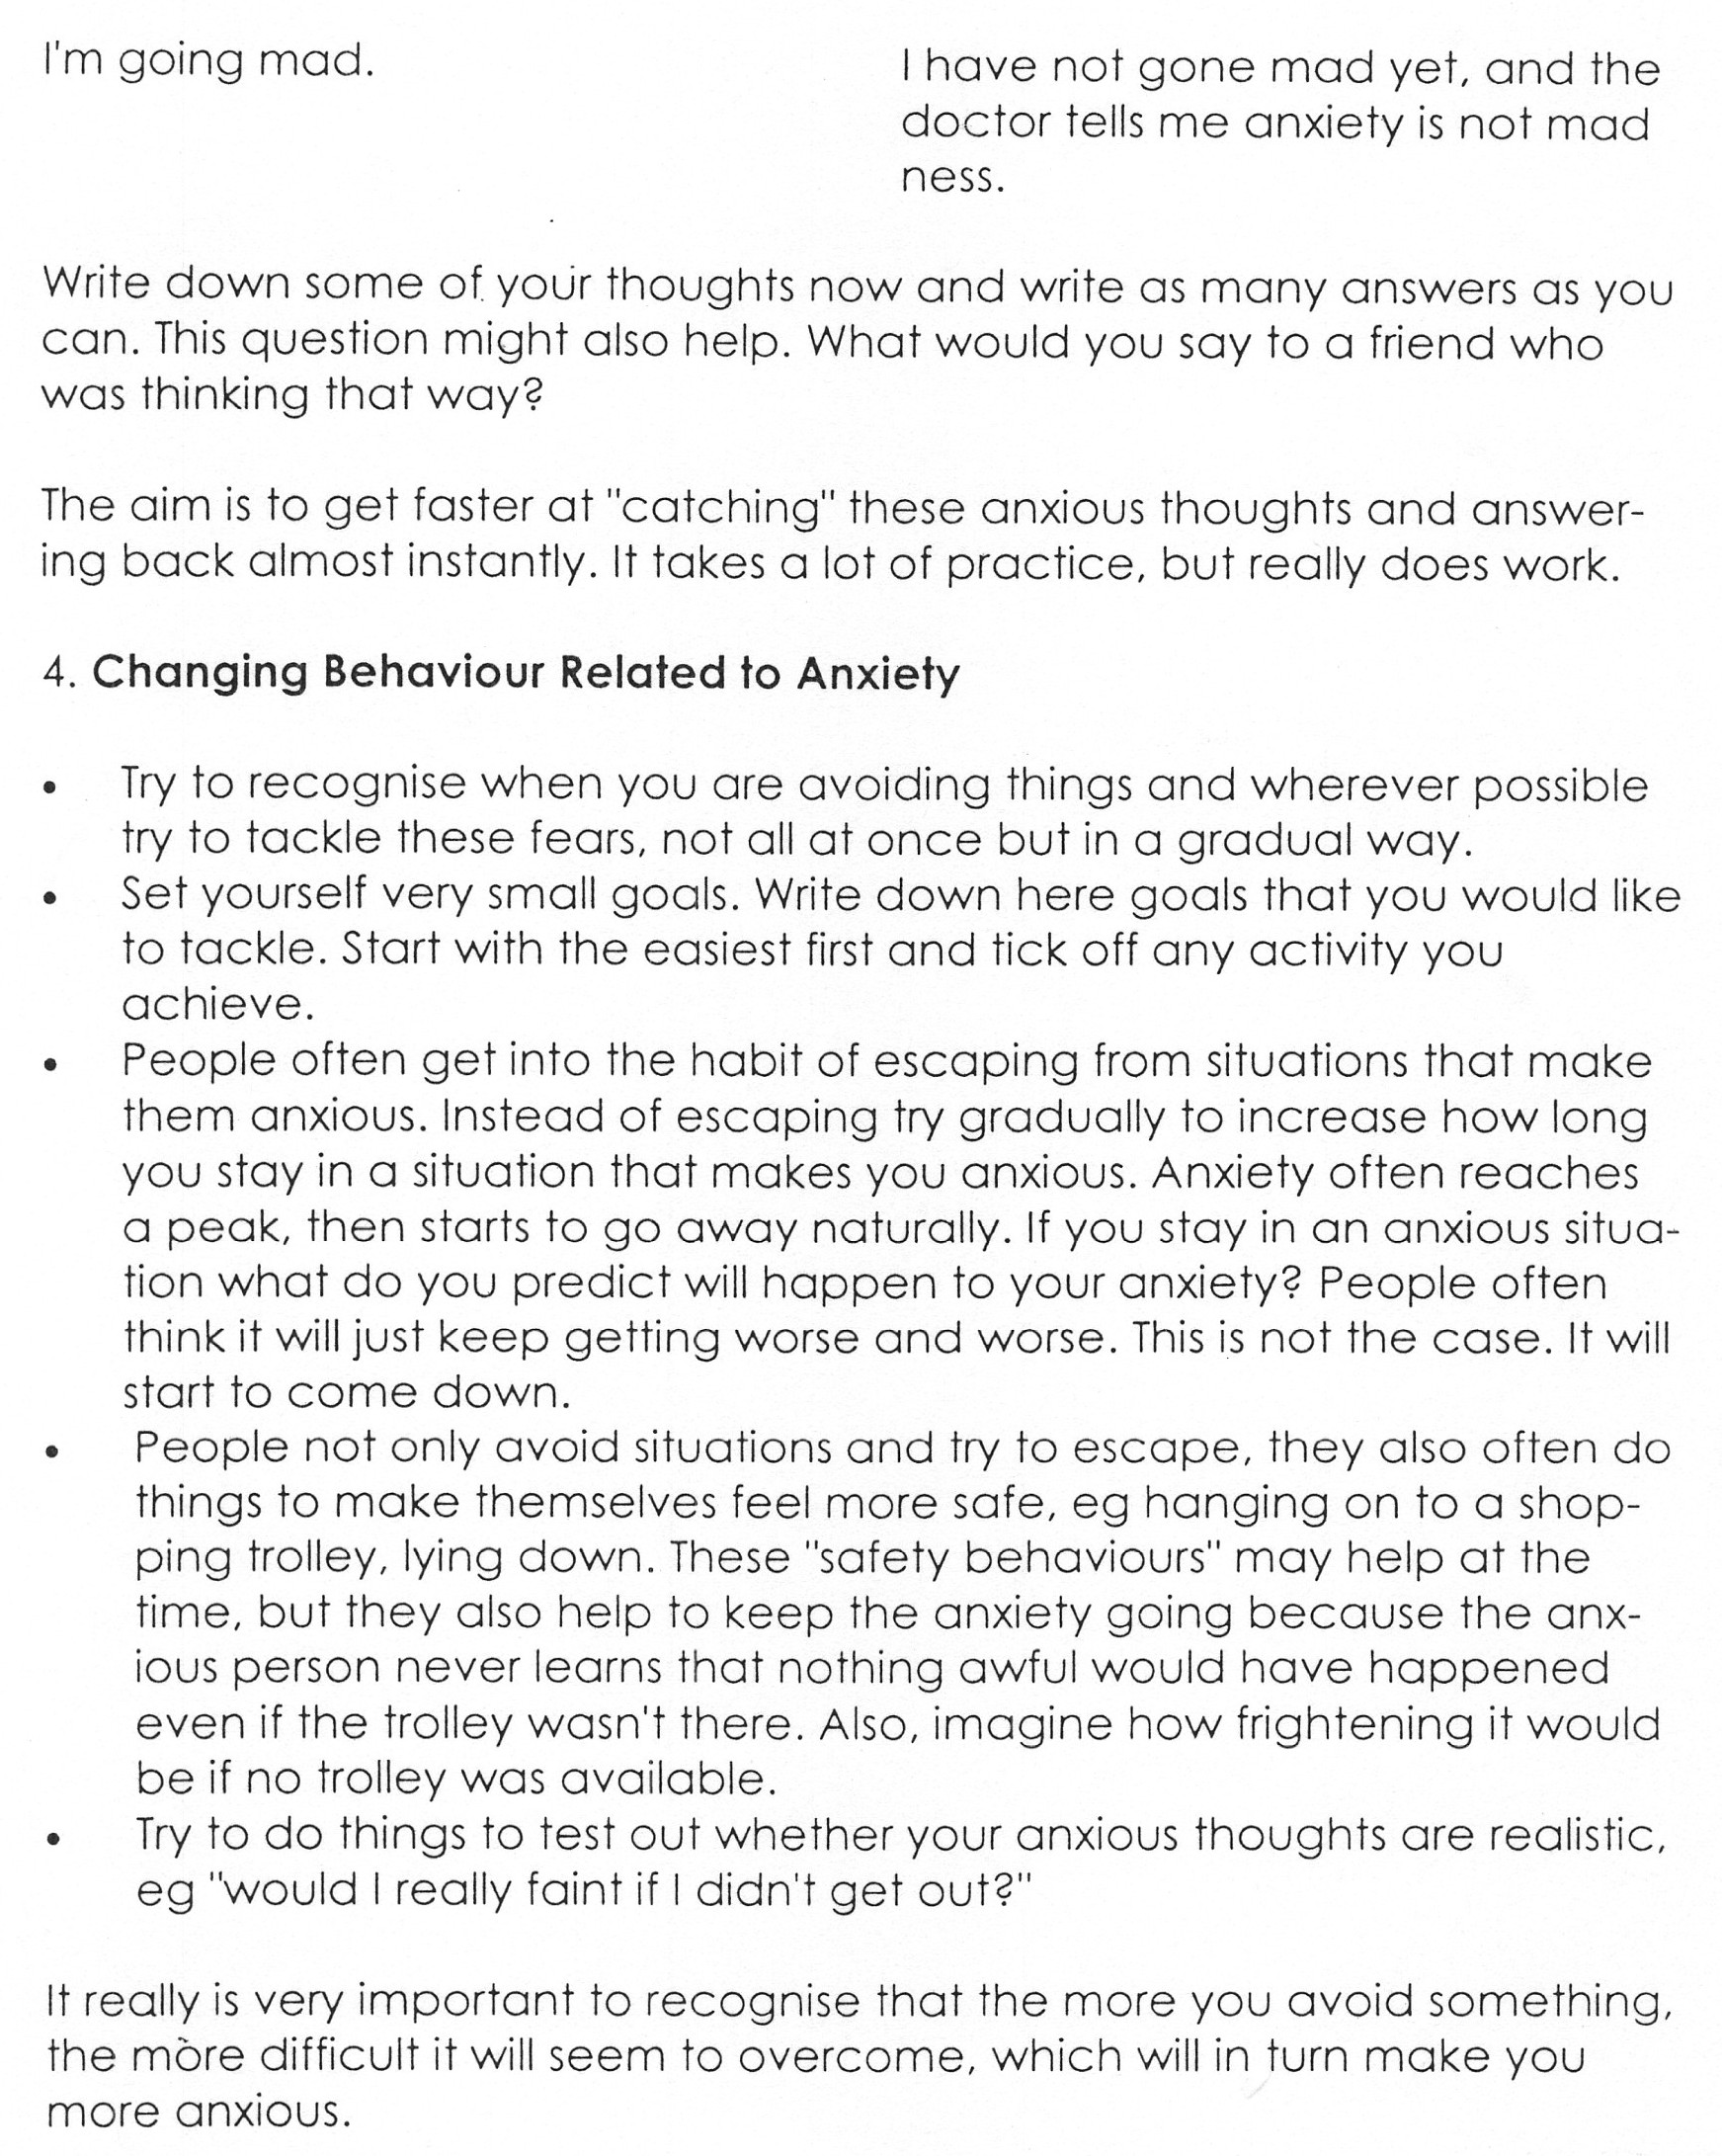 I'm going mad.
I have not gone mad yet, and the
doctor tells me anxiety is not mad
ness.
Write down some of your thoughts now and write as many answers as you
can. This question might also help. What would you say to a friend who
was thinking that way?
The aim is to get faster at "catching" these anxious thoughts and answer-
ing back almost instantly. It takes a lot of practice, but really does work.
4. Changing Behaviour Related to Anxiety
• Try to recognise when you are avoiding things and wherever possible
try to tackle these fears, not all at once but in a gradual way.
• Set yourself very small goals. Write down here goals that you would like
to tackle. Start with the easiest first and tick off any activity you
achieve.
• People often get into the habit of escaping from situations that make
them anxious. Instead of escaping try gradually to increase how long
you stay in a situation that makes you anxious. Anxiety often reaches
a peak, then starts to go away naturally. If you stay in an anxious situa-
tion what do you predict will happen to your anxiety? People often
think it will just keep getting worse and worse. This is not the case. It will
start to come down.
• People not only avoid situations and try to escape, they also often do
things to make themselves feel more safe, eg hanging on to a shop-
ping trolley, lying down. These "safety behaviours" may help at the
time, but they also help to keep the anxiety going because the anx-
ious person never learns that nothing awful would have happened
even if the trolley wasn't there. Also, imagine how frightening it would
be if no trolley was available.
• Try to do things to test out whether your anxious thoughts are realistic,
eg "would I really faint if I didn't get out?"
It really is very important to recognise that the more you avoid something,
the more difficult it will seem to overcome, which will in turn make you
more anxious.